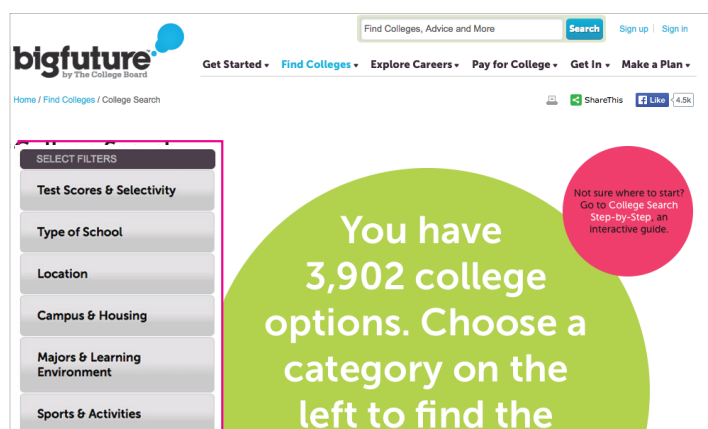 Find Colleges, Advice and More
Search
Sign up
Sign in
bigfuture
by The College Board
Get Started
Find Colleges
Explore Careers
Pay for College
Get In
Make a Plan
Home / Find Colleges / College Search
ShareThis
Like
4.5k
SELECT FILTERS
Test Scores & Selectivity
Type of School
Location
Campus & Housing
Majors & Learning
Environment
Sports & Activities
Not sure where to start?
Go to College Search
Step-by-Step, an
interactive guide.
You have
3,902 college
options. Choose a
category on the
left to find the